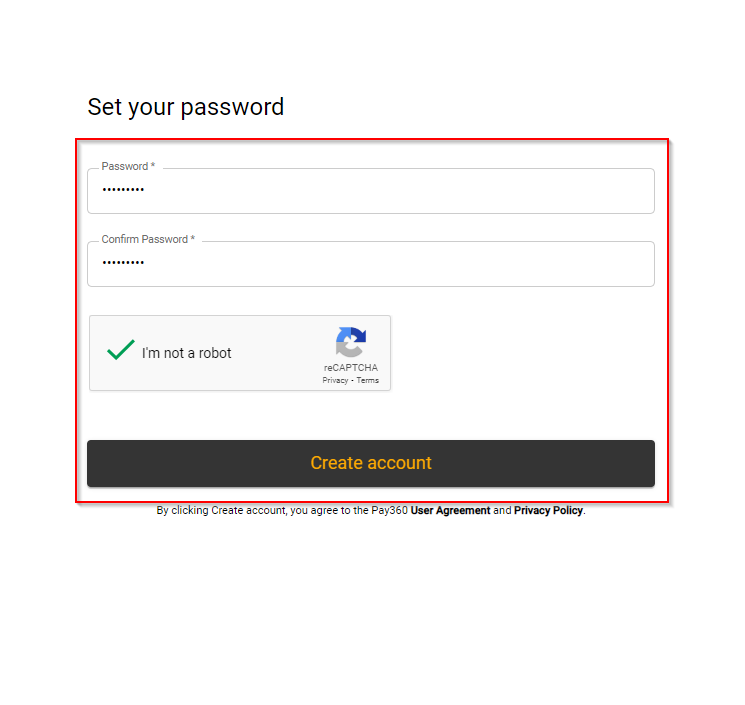 Set your password
Password *
•••••••••
Confirm Password *
•••••••••
I'm not a robot
reCAPTCHA
Privacy - Terms
Create account
By clicking Create account, you agree to the Pay360 User Agreement and Privacy Policy.